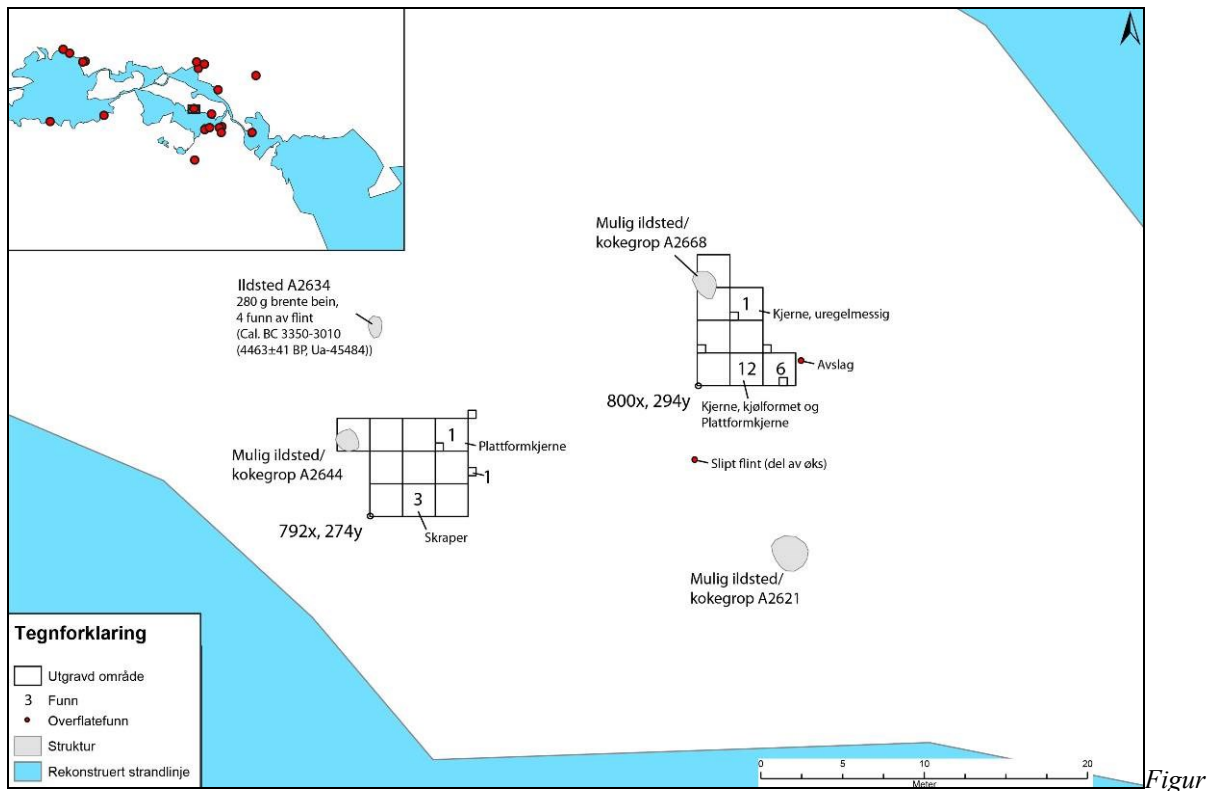 Mulig ildsted/
kokegrop A2668
Ildsted A2634
280 g brente bein,
4 funn av flint
(Cal. BC 3350-3010
(4463±41 BP, Ua-45484))
1
Kjerne, uregelmessig
12
6
Avslag
800x, 294y
Kjerne, kjølformet og
Plattformkjerne
1
Plattformkjerne
Mulig ildsted/
kokegrop A2644
1
Slipt flint (del av øks)
3
792x, 274y
Skraper
Mulig ildsted/
kokegrop A2621
Tegnforklaring
Utgravd område
3 Funn
Overflatefunn
Struktur
Rekonstruert strandlinje
0 5 10 20
Meter
Figur